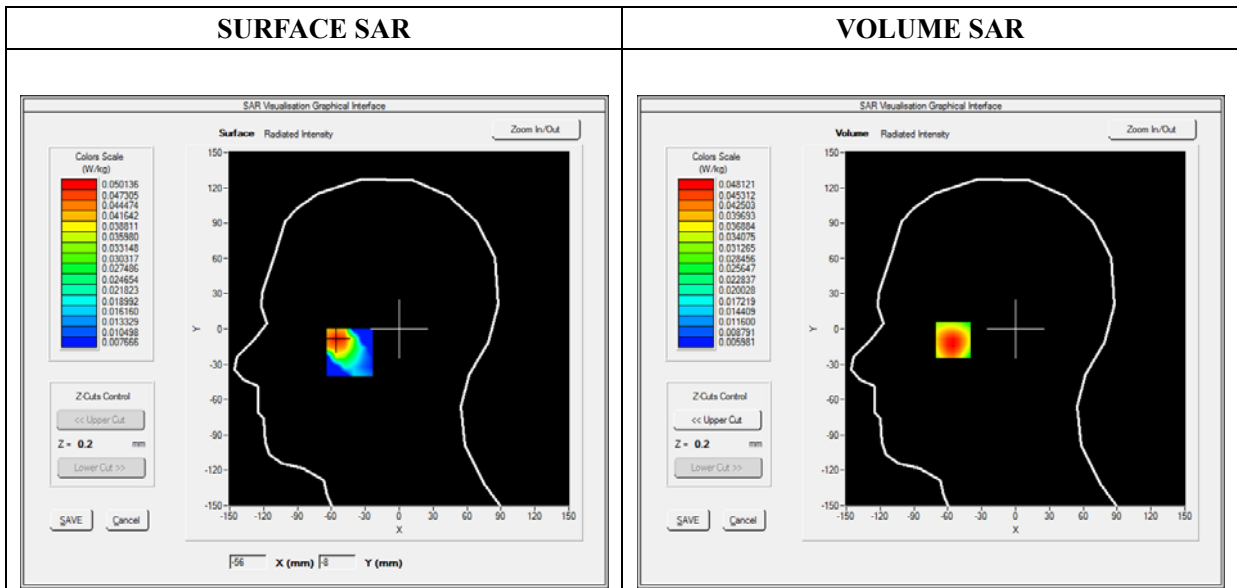 SURFACE SAR
VOLUME SAR
SAR Visualisation Graphical Interface
Surface Radiated Intensity
Zoom In/Out
Colors Scale
(W/kg)
0.050136
0.047305
0.044474
0.041642
0.038811
0.035980
0.033148
0.030317
0.027486
0.024654
0.021823
0.018992
0.016160
0.013329
0.010498
0.007666
Z-Cuts Control
<< Upper Cut
Z = 0.2 mm
Lower Cut >>
SAVE Cancel
150
120
90
60
30
0
-30
-60
-90
-120
-150
Y
-150 -120 -90 -60 -30 0 30 60 90 120 150
X
-56 X (mm) -8 Y (mm)
SAR Visualisation Graphical Interface
Volume Radiated Intensity
Zoom In/Out
Colors Scale
(W/kg)
0.048121
0.045312
0.042503
0.039693
0.036884
0.034075
0.031265
0.028456
0.025647
0.022837
0.020028
0.017219
0.014409
0.011600
0.008791
0.005981
Z-Cuts Control
<< Upper Cut
Z = 0.2 mm
Lower Cut >>
SAVE Cancel
150
120
90
60
30
0
-30
-60
-90
-120
-150
Y
-150 -120 -90 -60 -30 0 30 60 90 120 150
X